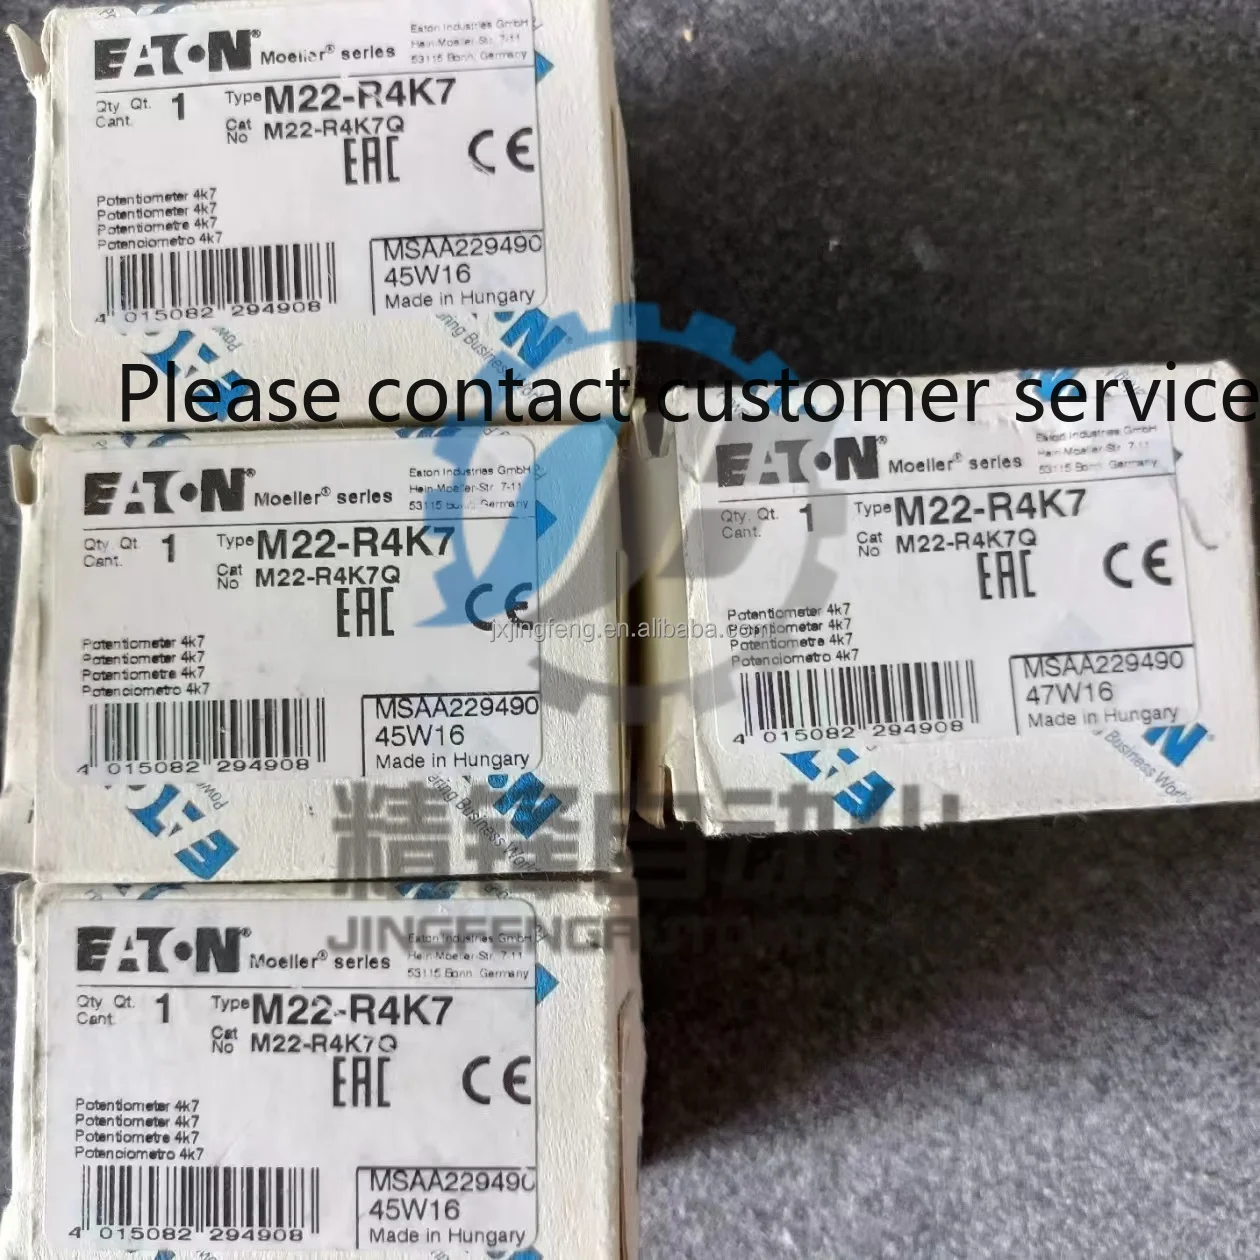 EATON® Moeller® series
Eaton Industries GmbH
Hein-Moeller-Str. 7-11
53115 Bonn, Germany
Qty Qt. 1 Type M22-R4K7
Cant.
Cat No M22-R4K7Q
EAC CE
Potentiometer 4k7
Potentiometer 4k7
Potentiometre 4k7
Potenciometro 4k7
MSAA229490
45W16
Made in Hungary
4 015082 294908
Please contact customer service
EATON® Moeller® series
Eaton Industries GmbH
Hein-Moeller-Str. 7-11
53115 Bonn, Germany
Qty Qt. 1 Type M22-R4K7
Cant.
Cat No M22-R4K7Q
EAC CE
Potentiometer 4k7
Potentiometer 4k7
Potentiometre 4k7
Potenciometro 4k7
MSAA229490
45W16
Made in Hungary
4 015082 294908
EATON® Moeller® series
Eaton Industries GmbH
Hein-Moeller-Str. 7-11
53115 Bonn, Germany
Qty. Qt. 1 Type M22-R4K7
Cant.
Cat No M22-R4K7Q
EAC CE
Potentiometer 4k7
Potentiometer 4k7
Potentiometre 4k7
Potenciometro 4k7
MSAA229490
47W16
Made in Hungary
4 015082 294908
jxjingfeng.en.alibaba.com
JINGFENG
EATON® Moeller® series
Eaton Industries GmbH
Hein-Moeller-Str. 7-11
53115 Bonn, Germany
Qty Qt. 1 Type M22-R4K7
Cant.
Cat No M22-R4K7Q
EAC CE
Potentiometer 4k7
Potentiometer 4k7
Potentiometre 4k7
Potenciometro 4k7
MSAA229490
45W16
Made in Hungary
4 015082 294908